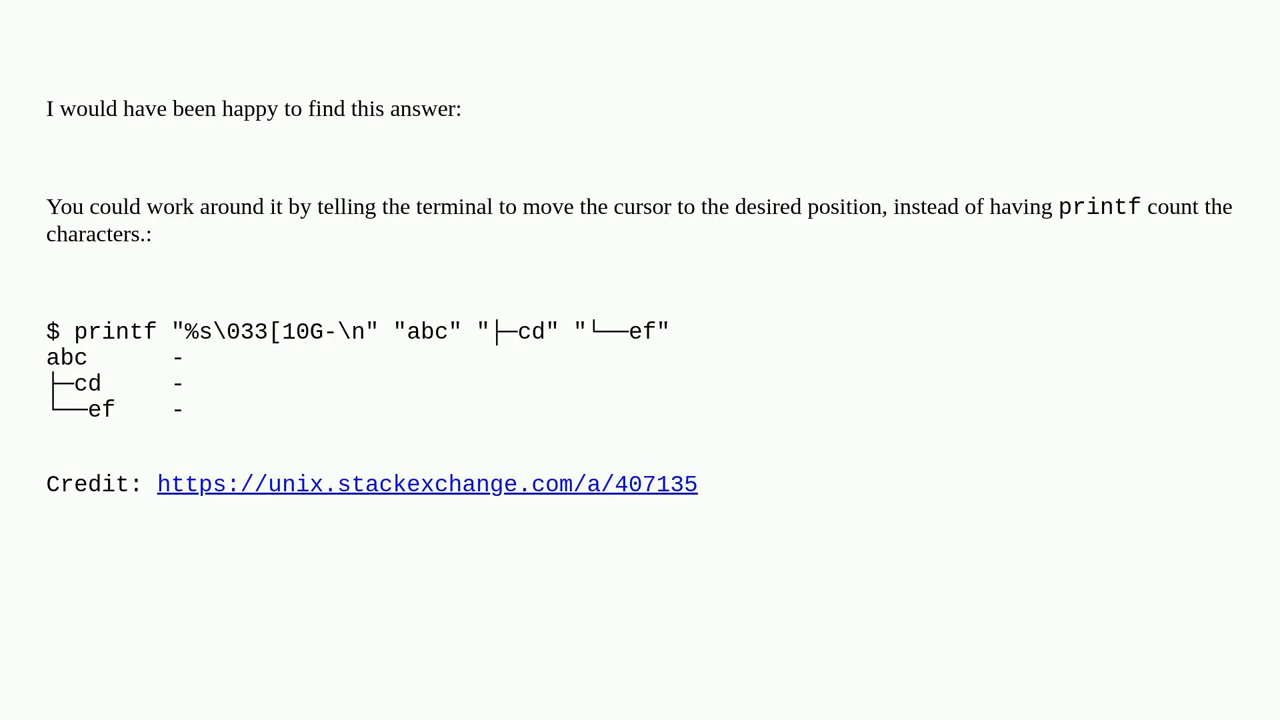 I would have been happy to find this answer:
You could work around it by telling the terminal to move the cursor to the desired position, instead of having printf count the
characters.:
$ printf "%s\033[10G-\n" "abc" "├─cd" "└──ef"
abc      -
├─cd     -
└──ef    -
Credit: https://unix.stackexchange.com/a/407135